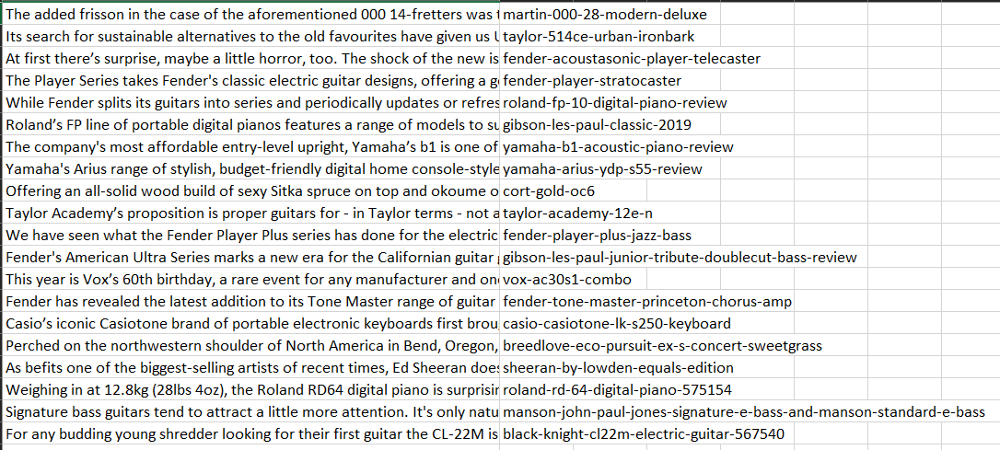 The added frisson in the case of the aforementioned 000 14-fretters was martin-000-28-modern-deluxe
Its search for sustainable alternatives to the old favourites have given us taylor-514ce-urban-ironbark
At first there's surprise, maybe a little horror, too. The shock of the new is fender-acoustasonic-player-telecaster
The Player Series takes Fender's classic electric guitar designs, offering a fender-player-stratocaster
While Fender splits its guitars into series and periodically updates or roland-fp-10-digital-piano-review
Roland's FP line of portable digital pianos features a range of models to gibson-les-paul-classic-2019
The company's most affordable entry-level upright, Yamaha's b1 is one of yamaha-b1-acoustic-piano-review
Yamaha's Arius range of stylish, budget-friendly digital home console-style yamaha-arius-ydp-s55-review
Offering an all-solid wood build of sexy Sitka spruce on top and okoume cort-gold-oc6
Taylor Academy's proposition is proper guitars for - in Taylor terms - not a taylor-academy-12e-n
We have seen what the Fender Player Plus series has done for the electric fender-player-plus-jazz-bass
Fender's American Ultra Series marks a new era for the Californian guitar gibson-les-paul-junior-tribute-doublecut-bass-review
This year is Vox's 60th birthday, a rare event for any manufacturer and vox-ac30s1-combo
Fender has revealed the latest addition to its Tone Master range of guitar fender-tone-master-princeton-chorus-amp
Casio's iconic Casiotone brand of portable electronic keyboards first casio-casiotone-lk-s250-keyboard
Perched on the northwestern shoulder of North America in Bend, Oregon, breedlove-eco-pursuit-ex-s-concert-sweetgrass
As befits one of the biggest-selling artists of recent times, Ed Sheeran sheeran-by-lowden-equals-edition
Weighing in at 12.8kg (28lbs 4oz), the Roland RD64 digital piano is roland-rd-64-digital-piano-575154
Signature bass guitars tend to attract a little more attention. It's only manson-john-paul-jones-signature-e-bass-and-manson-standard-e-bass
For any budding young shredder looking for their first guitar the CL-22M is black-knight-cl22m-electric-guitar-567540